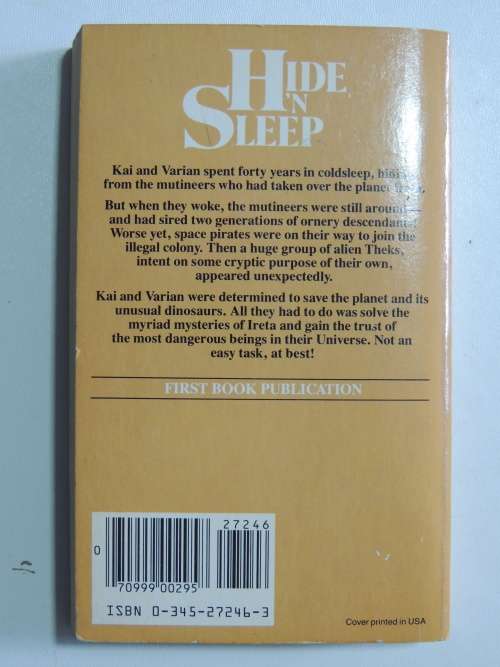 HIDE
'N
SLEEP
Kai and Varian spent forty years in coldsleep,
from the mutineers who had taken over the planet
But when they woke, the mutineers were still around—
and had sired two generations of ornery descendants!
Worse yet, space pirates were on their way to join the
illegal colony. Then a huge group of alien Theks,
intent on some cryptic purpose of their own,
appeared unexpectedly.
Kai and Varian were determined to save the planet and its
unusual dinosaurs. All they had to do was solve the
myriad mysteries of Ireta and gain the trust of
the most dangerous beings in their Universe. Not an
easy task, at best!
FIRST BOOK PUBLICATION
27246
0
70999 00295
ISBN 0-345-27246-3
Cover printed in USA